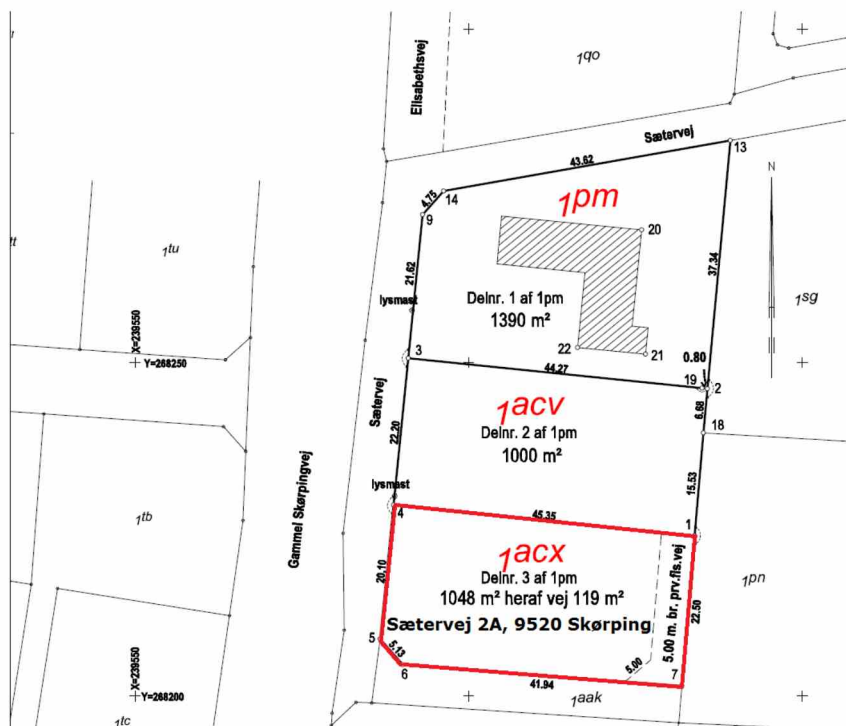 1qo
Elisabethsvej
Sætervej
13
43.62
N
4.75
14
9
1pm
20
1tu
21.62
37.34
lysmast
Delnr. 1 af 1pm
1390 m²
1sg
X=239550
Y=268250
22
21
0.80
3
44.27
19
2
6.68
18
Sætervej
1acv
22.20
Delnr. 2 af 1pm
1000 m²
15.53
lysmast
4
45.35
1
Gammel Skørpingvej
1tb
1acx
20.10
Delnr. 3 af 1pm
1048 m² heraf vej 119 m²
Sætervej 2A, 9520 Skørping
5.00 m. br. prv.fls.vej
22.50
1pn
5
5.13
6
5.00
7
41.94
X=239550
Y=268200
1aak
1tc